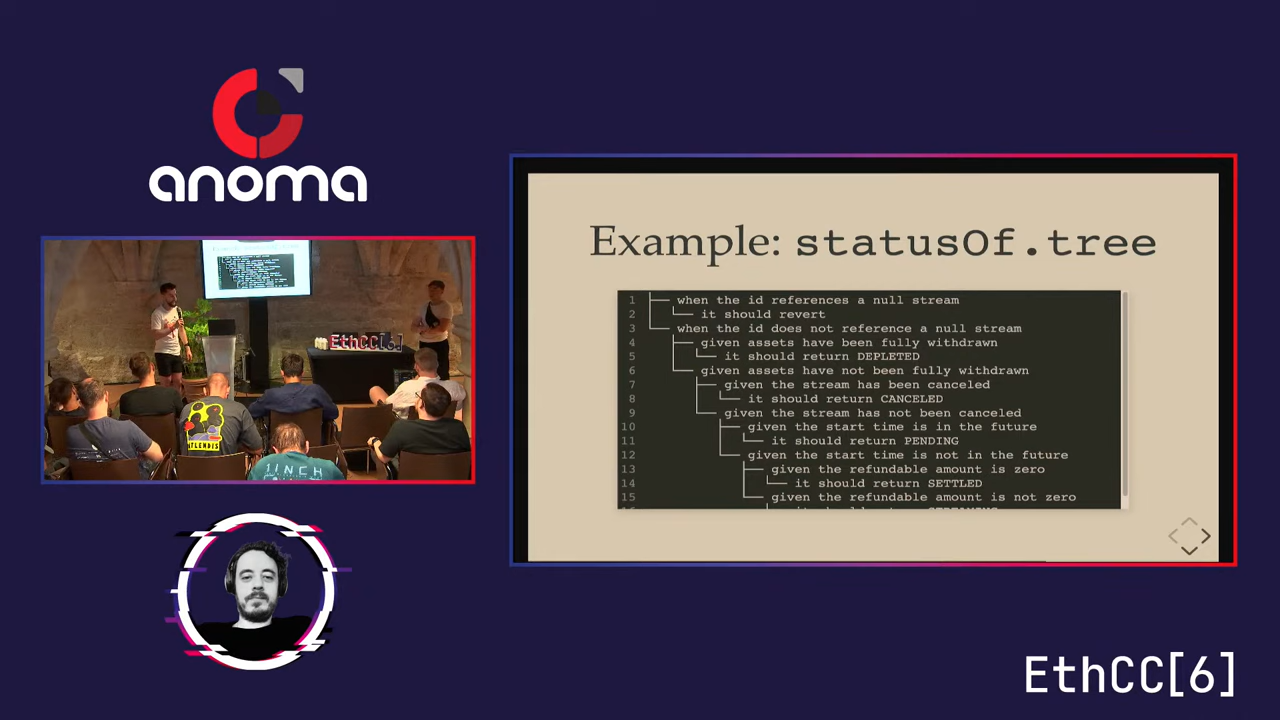 anoma
EthCC[6]
ATLENDIS
1INCH
Example: statusOf.tree
1 ├── when the id references a null stream
2 │ └── it should revert
3 └── when the id does not reference a null stream
4 ├── given assets have been fully withdrawn
5 │ └── it should return DEPLETED
6 └── given assets have not been fully withdrawn
7 ├── given the stream has been canceled
8 │ └── it should return CANCELED
9 └── given the stream has not been canceled
10 ├── given the start time is in the future
11 │ └── it should return PENDING
12 └── given the start time is not in the future
13 ├── given the refundable amount is zero
14 │ └── it should return SETTLED
15 └── given the refundable amount is not zero
EthCC[6]